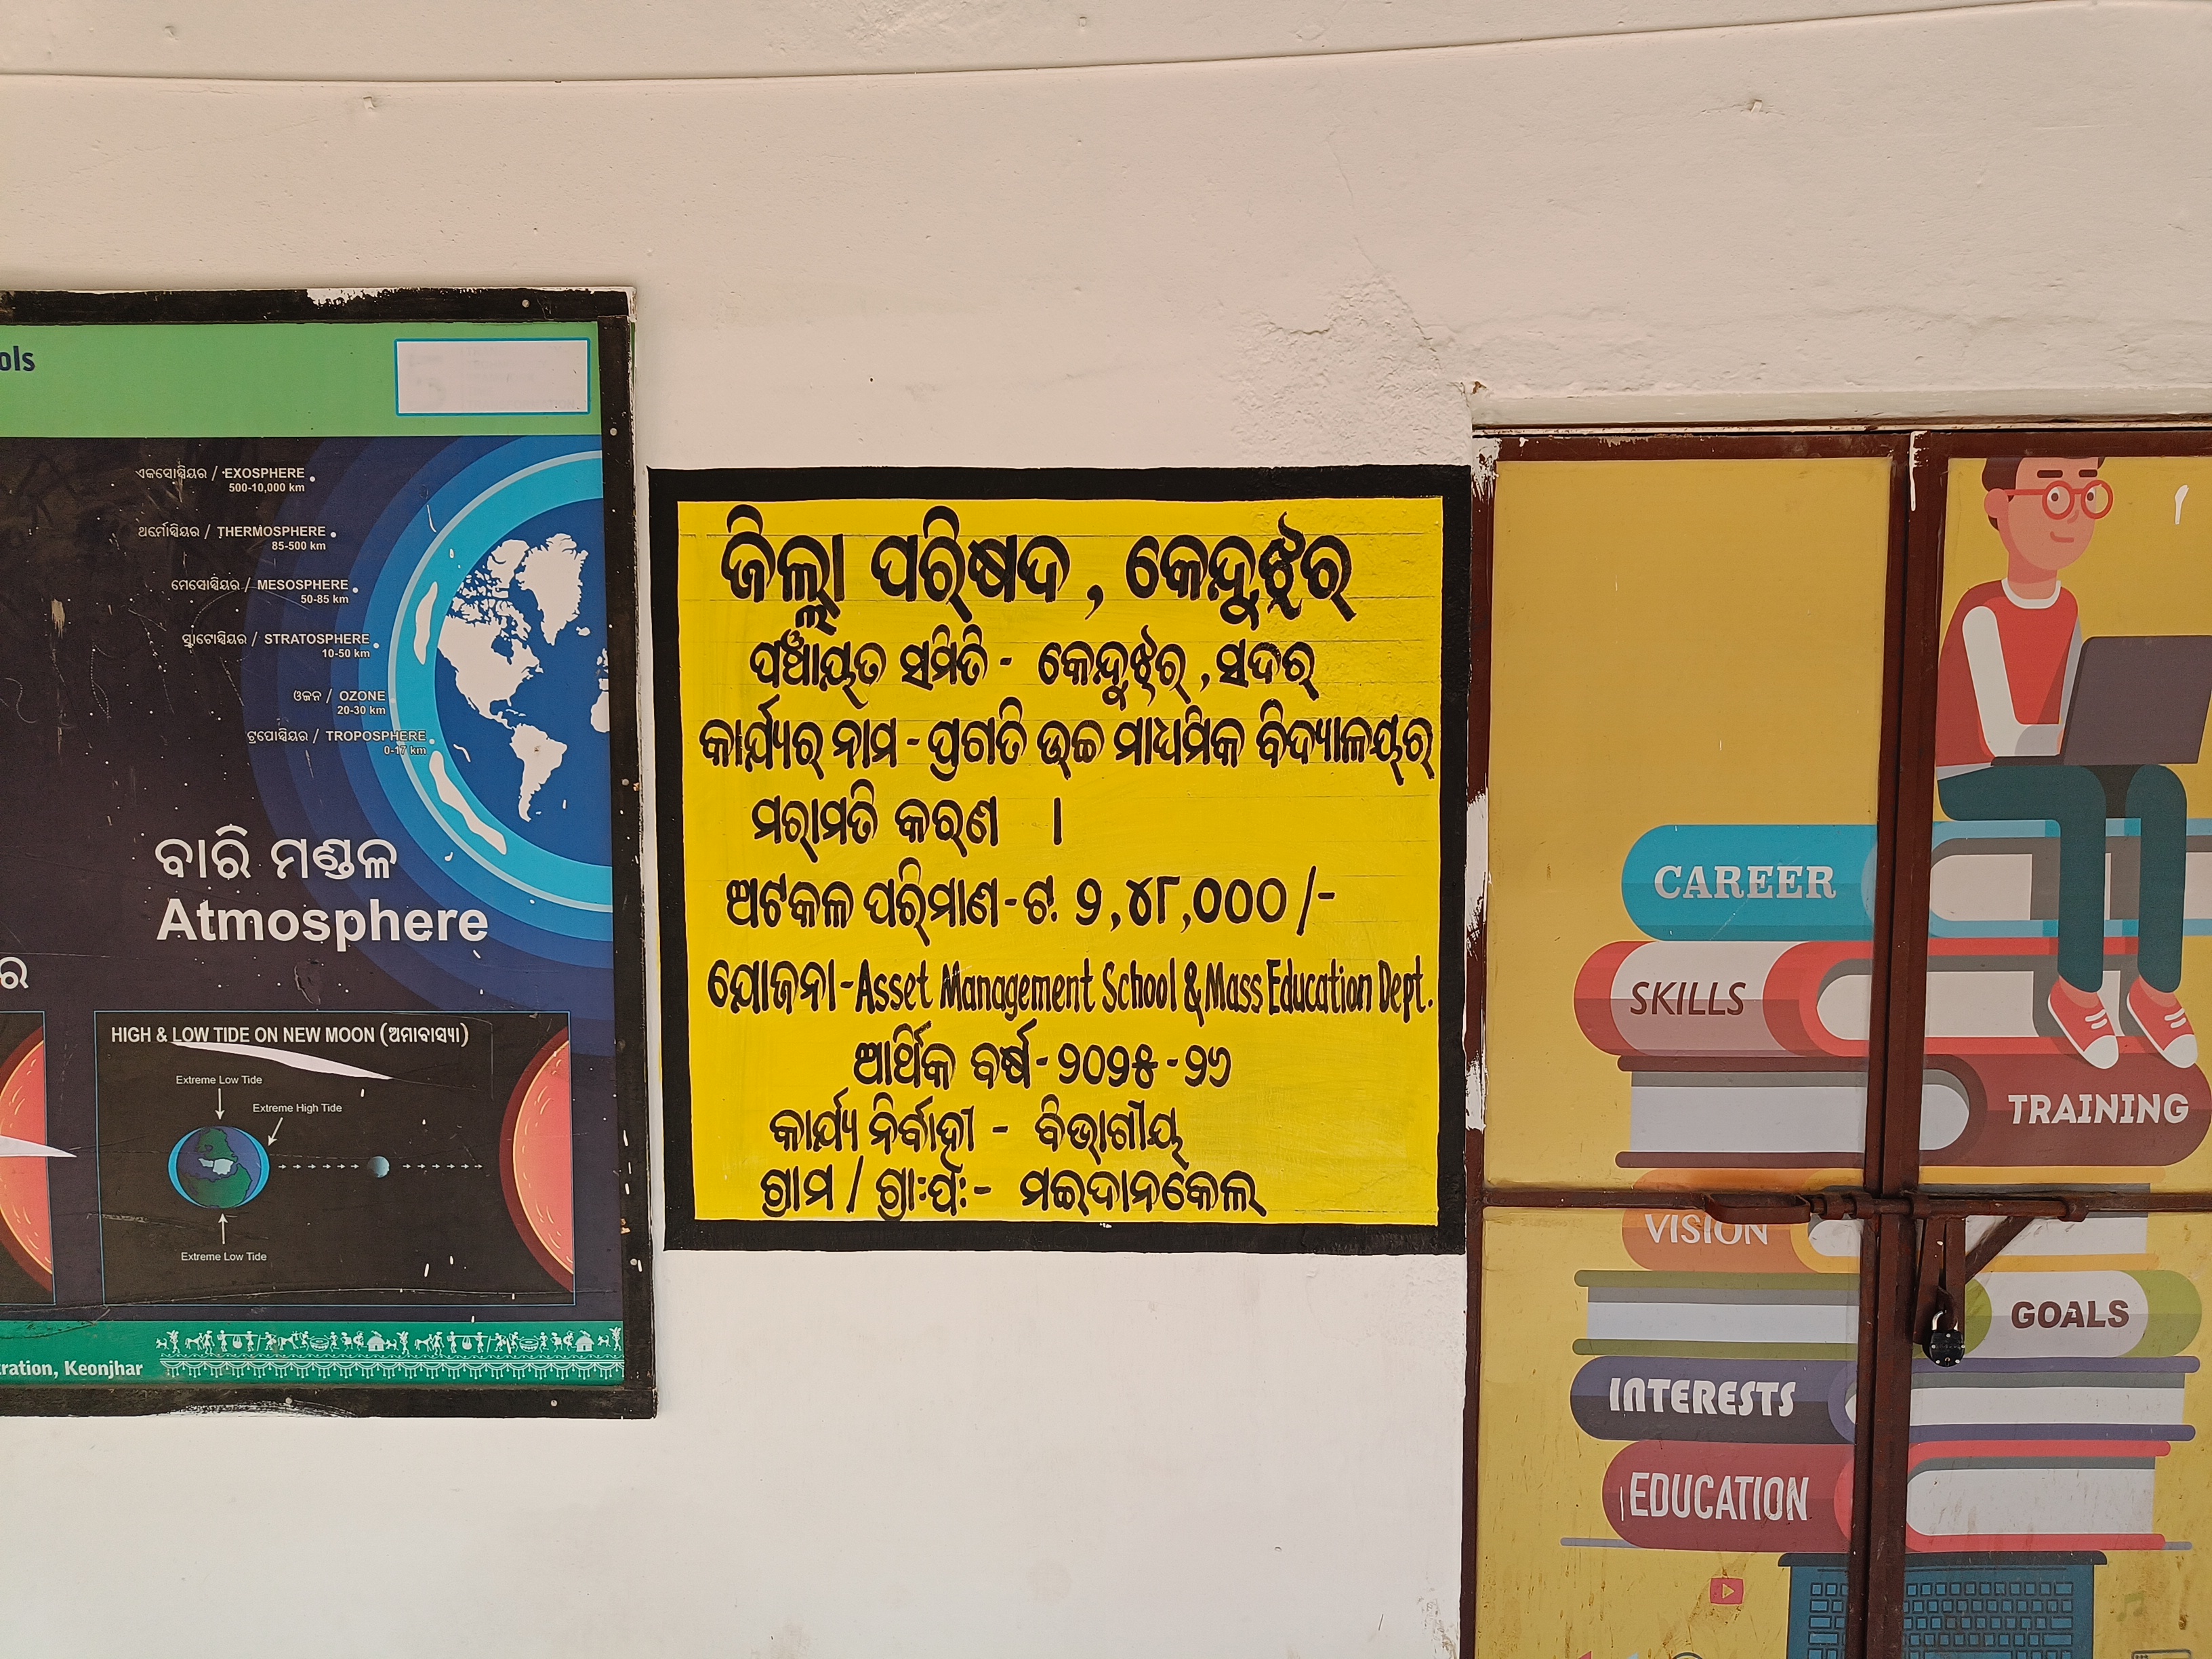 ols
ଏକସୋସ୍ଫିୟର / EXOSPHERE
500-10,000 km
ଥର୍ମୋସ୍ଫିୟର / THERMOSPHERE
85-500 km
ମେସୋସ୍ଫିୟର / MESOSPHERE
50-85 km
ସ୍ଟ୍ରାଟୋସ୍ଫିୟର / STRATOSPHERE
10-50 km
ଓଜନ / OZONE
20-30 km
ଟ୍ରପୋସ୍ଫିୟର / TROPOSPHERE
ବାରି ମଣ୍ଡଳ
Atmosphere
ର
HIGH & LOW TIDE ON NEW MOON (ଅମାବାସ୍ୟା)
Extreme Low Tide
Extreme High Tide
Extreme Low Tide
tration, Keonjhar
ଜିଲ୍ଲା ପରିଷଦ , କେନ୍ଦୁଝର
ପଞ୍ଚାୟତ ସମିତି - କେନ୍ଦୁଝର , ସଦର
କାର୍ଯ୍ୟର ନାମ - ପ୍ରଗତି ଉଚ୍ଚ ମାଧ୍ୟମିକ ବିଦ୍ୟାଳୟର
ମରାମତି କରଣ ।
ଅଟକଳ ପରିମାଣ - ଟ. ୨,୪୮,୦୦୦/-
ଯୋଜନା - Asset Management School & Mass Education Dept.
ଆର୍ଥିକ ବର୍ଷ - ୨୦୨୫ - ୨୬
କାର୍ଯ୍ୟ ନିର୍ବାହୀ - ବିଭାଗୀୟ
ଗ୍ରାମ / ଗ୍ରାଃପଂଃ - ମଇଦାନକେଲ
CAREER
SKILLS
TRAINING
VISION
GOALS
INTERESTS
EDUCATION